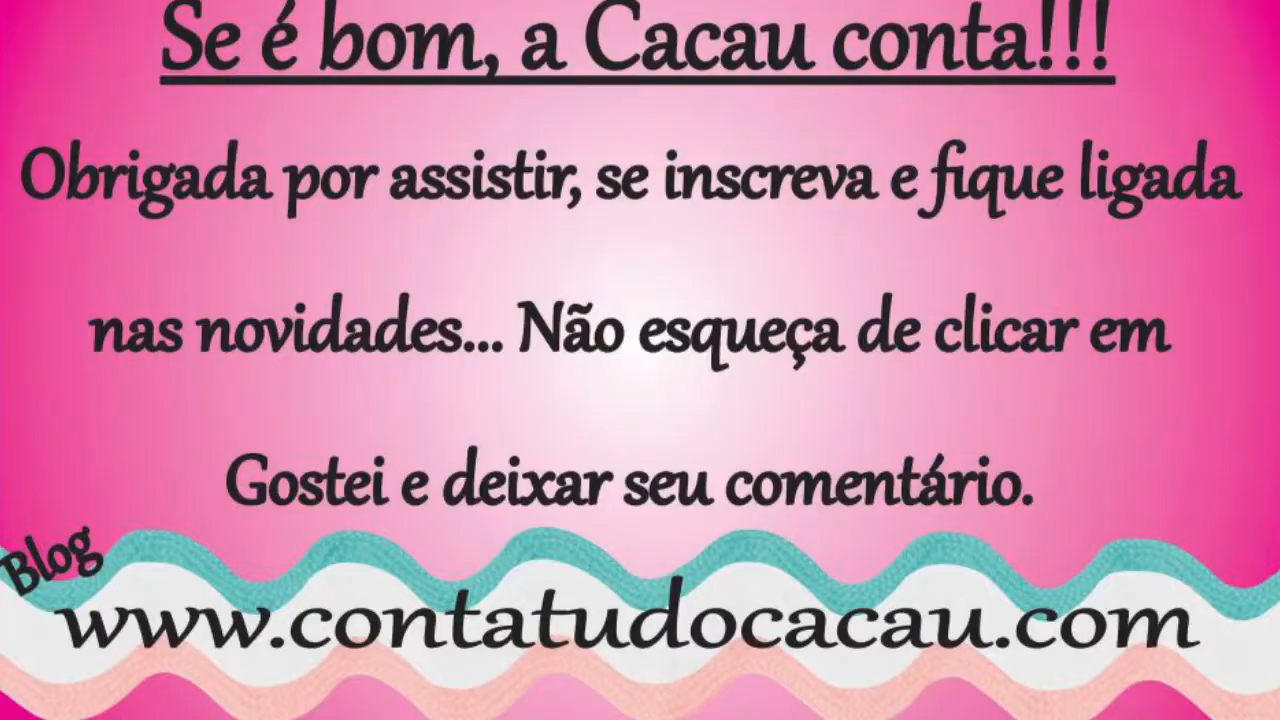 Se é bom, a Cacau conta!!!
Obrigada por assistir, se inscreva e fique ligada
nas novidades... Não esqueça de clicar em
Gostei e deixar seu comentário.
Blog
www.contatudocacau.com